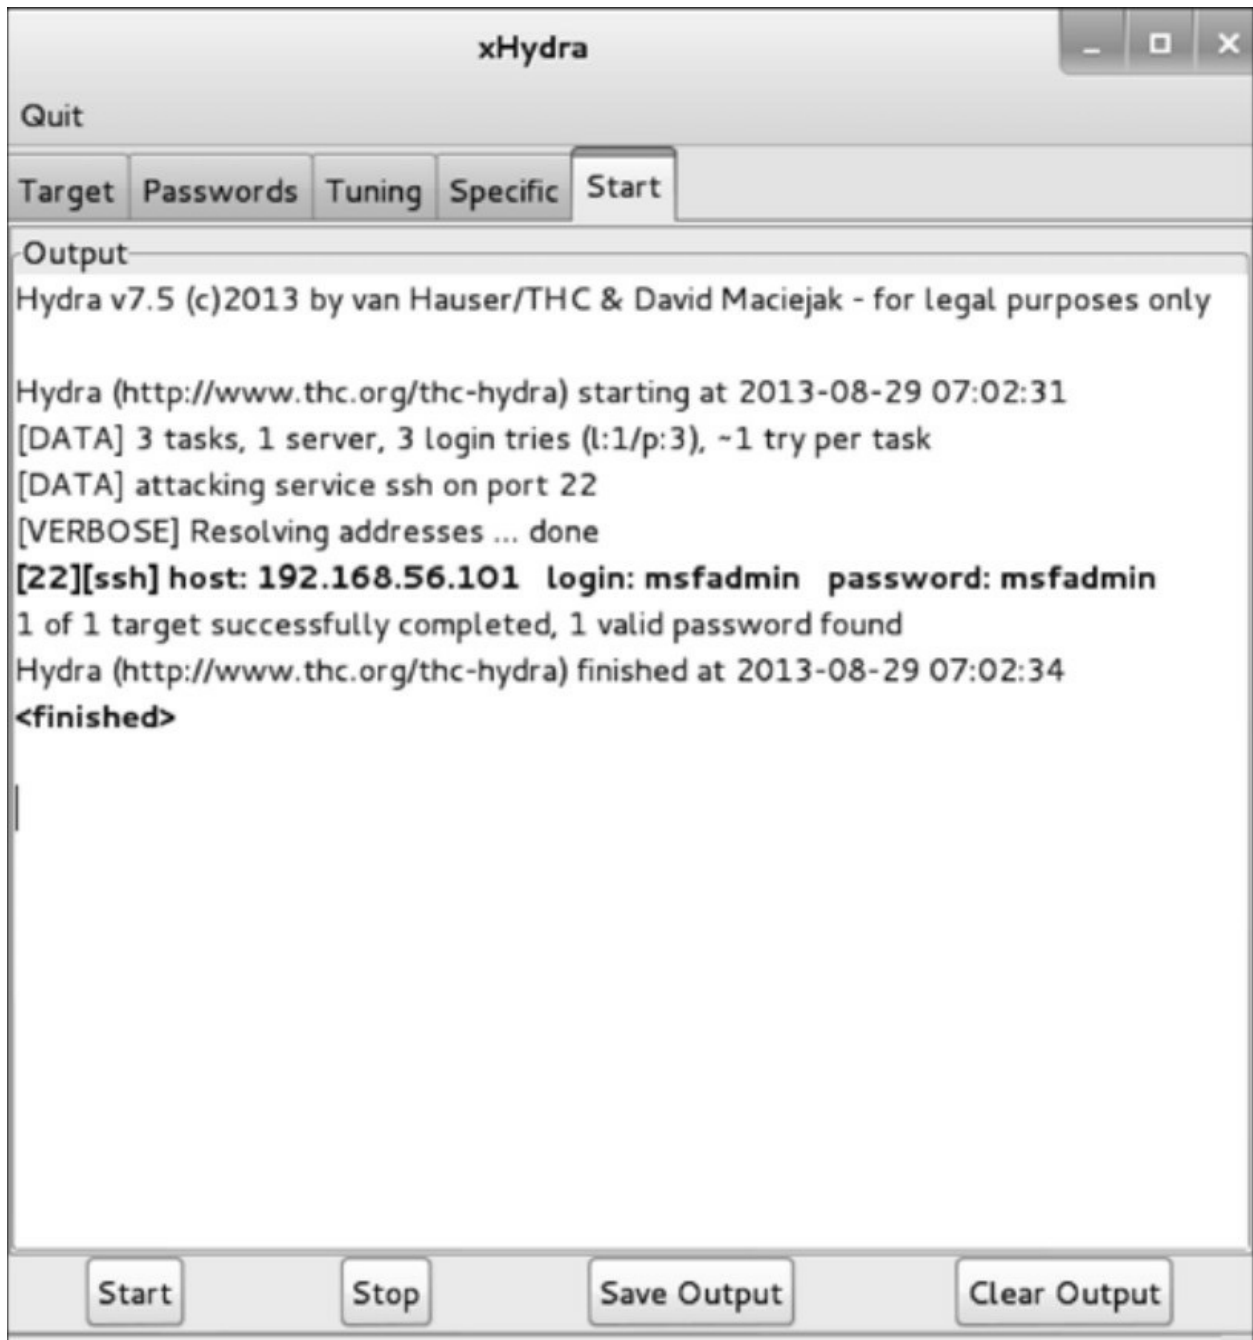 xHydra
Quit
Target Passwords Tuning Specific Start
Output
Hydra v7.5 (c)2013 by van Hauser/THC & David Maciejak - for legal purposes only
Hydra (http://www.thc.org/thc-hydra) starting at 2013-08-29 07:02:31
[DATA] 3 tasks, 1 server, 3 login tries (l:1/p:3), ~1 try per task
[DATA] attacking service ssh on port 22
[VERBOSE] Resolving addresses ... done
[22][ssh] host: 192.168.56.101 login: msfadmin password: msfadmin
1 of 1 target successfully completed, 1 valid password found
Hydra (http://www.thc.org/thc-hydra) finished at 2013-08-29 07:02:34
<finished>
Start Stop Save Output Clear Output